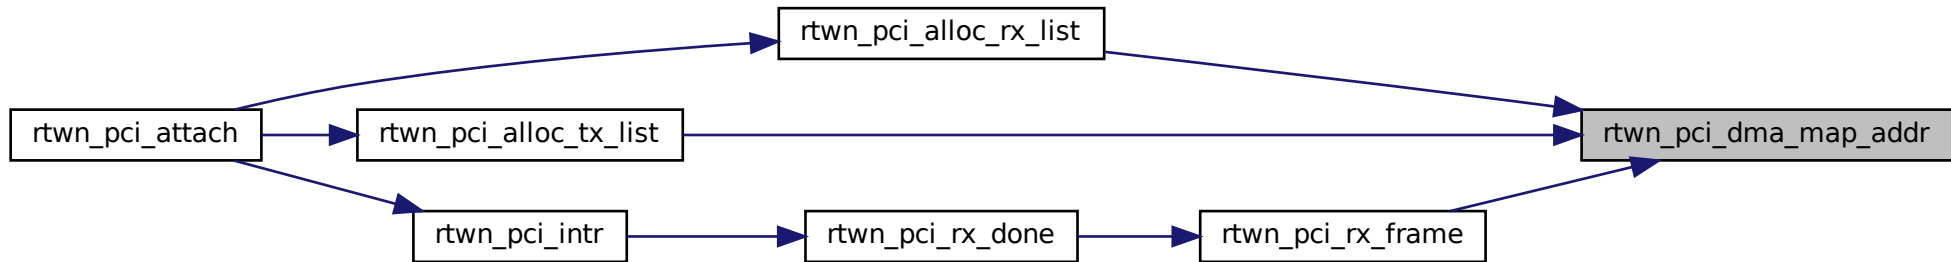 rtwn_pci_alloc_rx_list
rtwn_pci_attach
rtwn_pci_alloc_tx_list
rtwn_pci_dma_map_addr
rtwn_pci_intr
rtwn_pci_rx_done
rtwn_pci_rx_frame